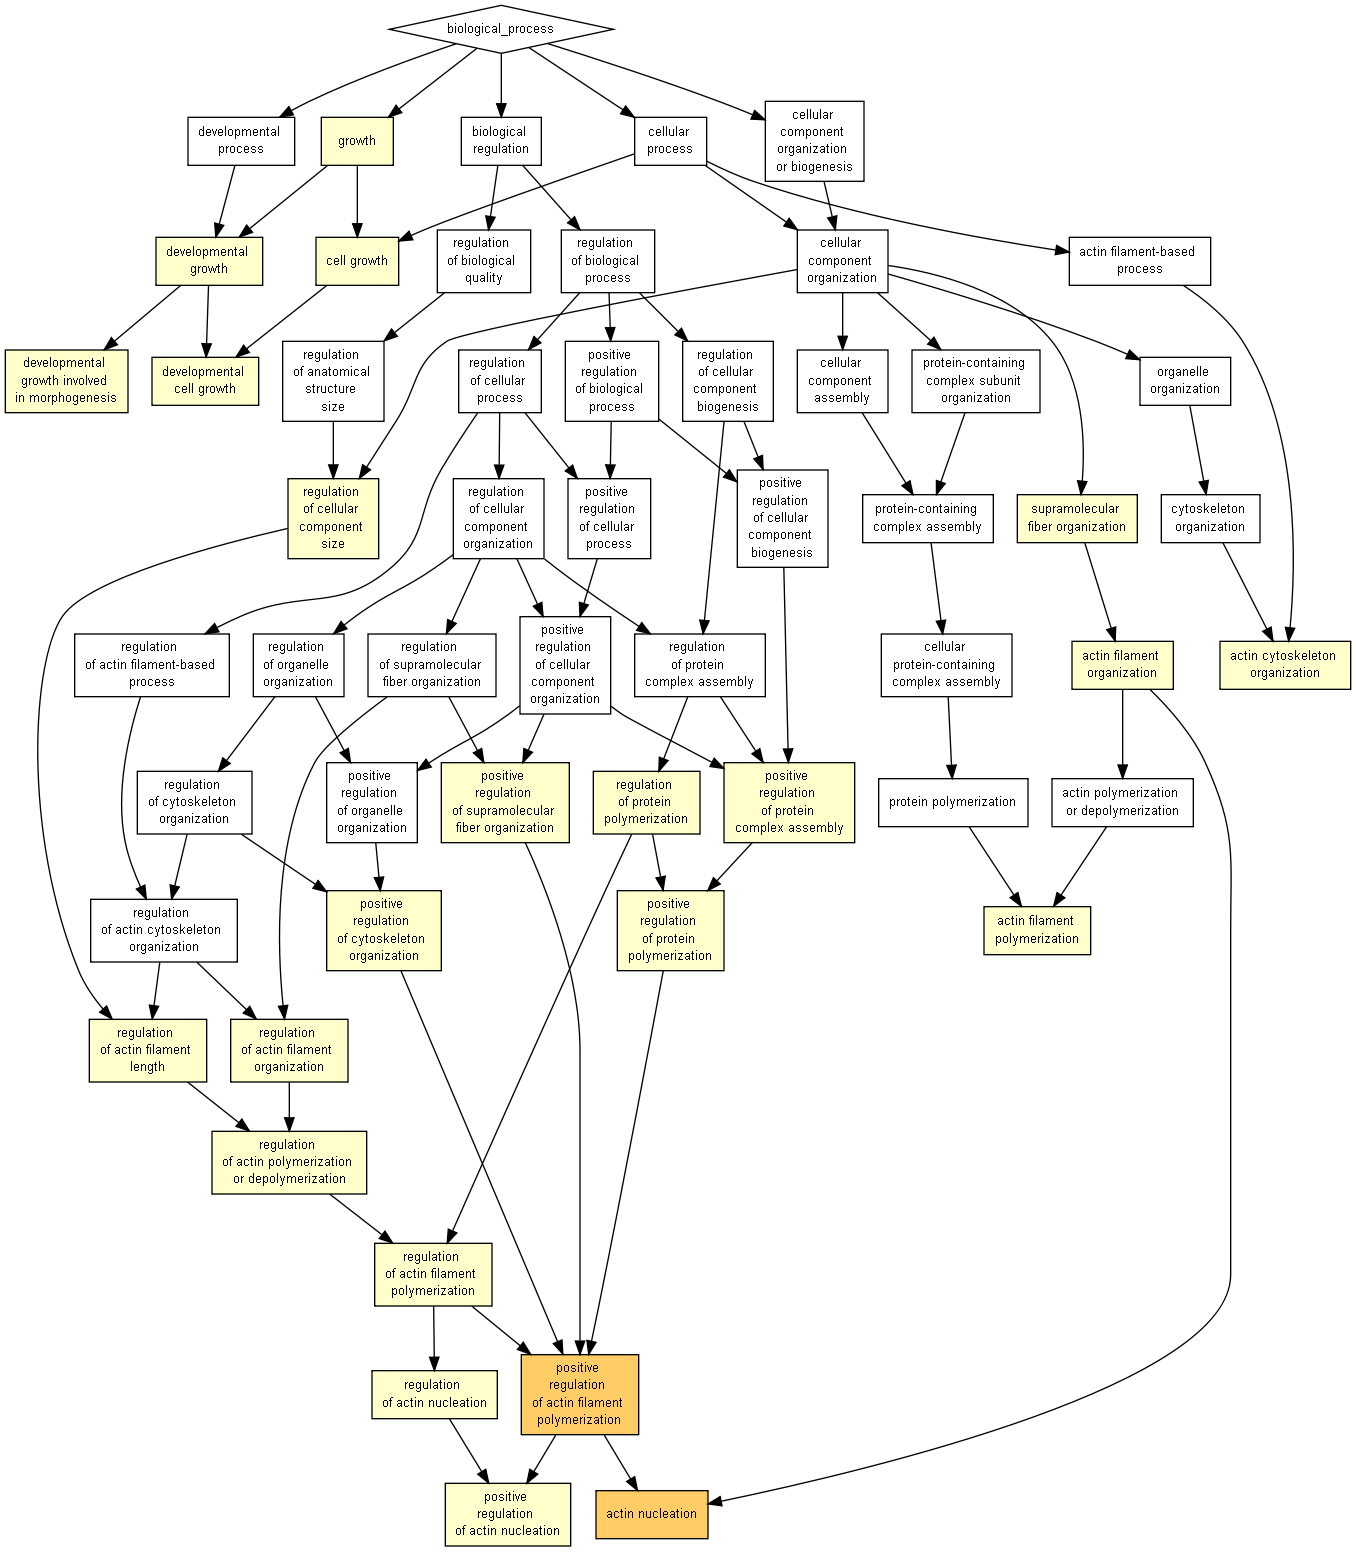 biological_process
developmental
process
growth
biological
regulation
cellular
process
cellular
component
organization
or biogenesis
developmental
growth
cell growth
regulation
of biological
quality
regulation
of biological
process
cellular
component
organization
actin filament-based
process
developmental
growth involved
in morphogenesis
developmental
cell growth
regulation
of anatomical
structure
size
regulation
of cellular
process
positive
regulation
of biological
process
regulation
of cellular
component
biogenesis
cellular
component
assembly
protein-containing
complex subunit
organization
organelle
organization
regulation
of cellular
component
size
regulation
of cellular
component
organization
positive
regulation
of cellular
process
positive
regulation
of cellular
component
biogenesis
protein-containing
complex assembly
supramolecular
fiber organization
cytoskeleton
organization
regulation
of actin filament-based
process
regulation
of organelle
organization
regulation
of supramolecular
fiber organization
positive
regulation
of cellular
component
organization
regulation
of protein
complex assembly
cellular
protein-containing
complex assembly
actin filament
organization
actin cytoskeleton
organization
regulation
of cytoskeleton
organization
positive
regulation
of organelle
organization
positive
regulation
of supramolecular
fiber organization
regulation
of protein
polymerization
positive
regulation
of protein
complex assembly
protein polymerization
actin polymerization
or depolymerization
regulation
of actin cytoskeleton
organization
positive
regulation
of cytoskeleton
organization
positive
regulation
of protein
polymerization
actin filament
polymerization
regulation
of actin filament
length
regulation
of actin filament
organization
regulation
of actin polymerization
or depolymerization
regulation
of actin filament
polymerization
regulation
of actin nucleation
positive
regulation
of actin filament
polymerization
positive
regulation
of actin nucleation
actin nucleation